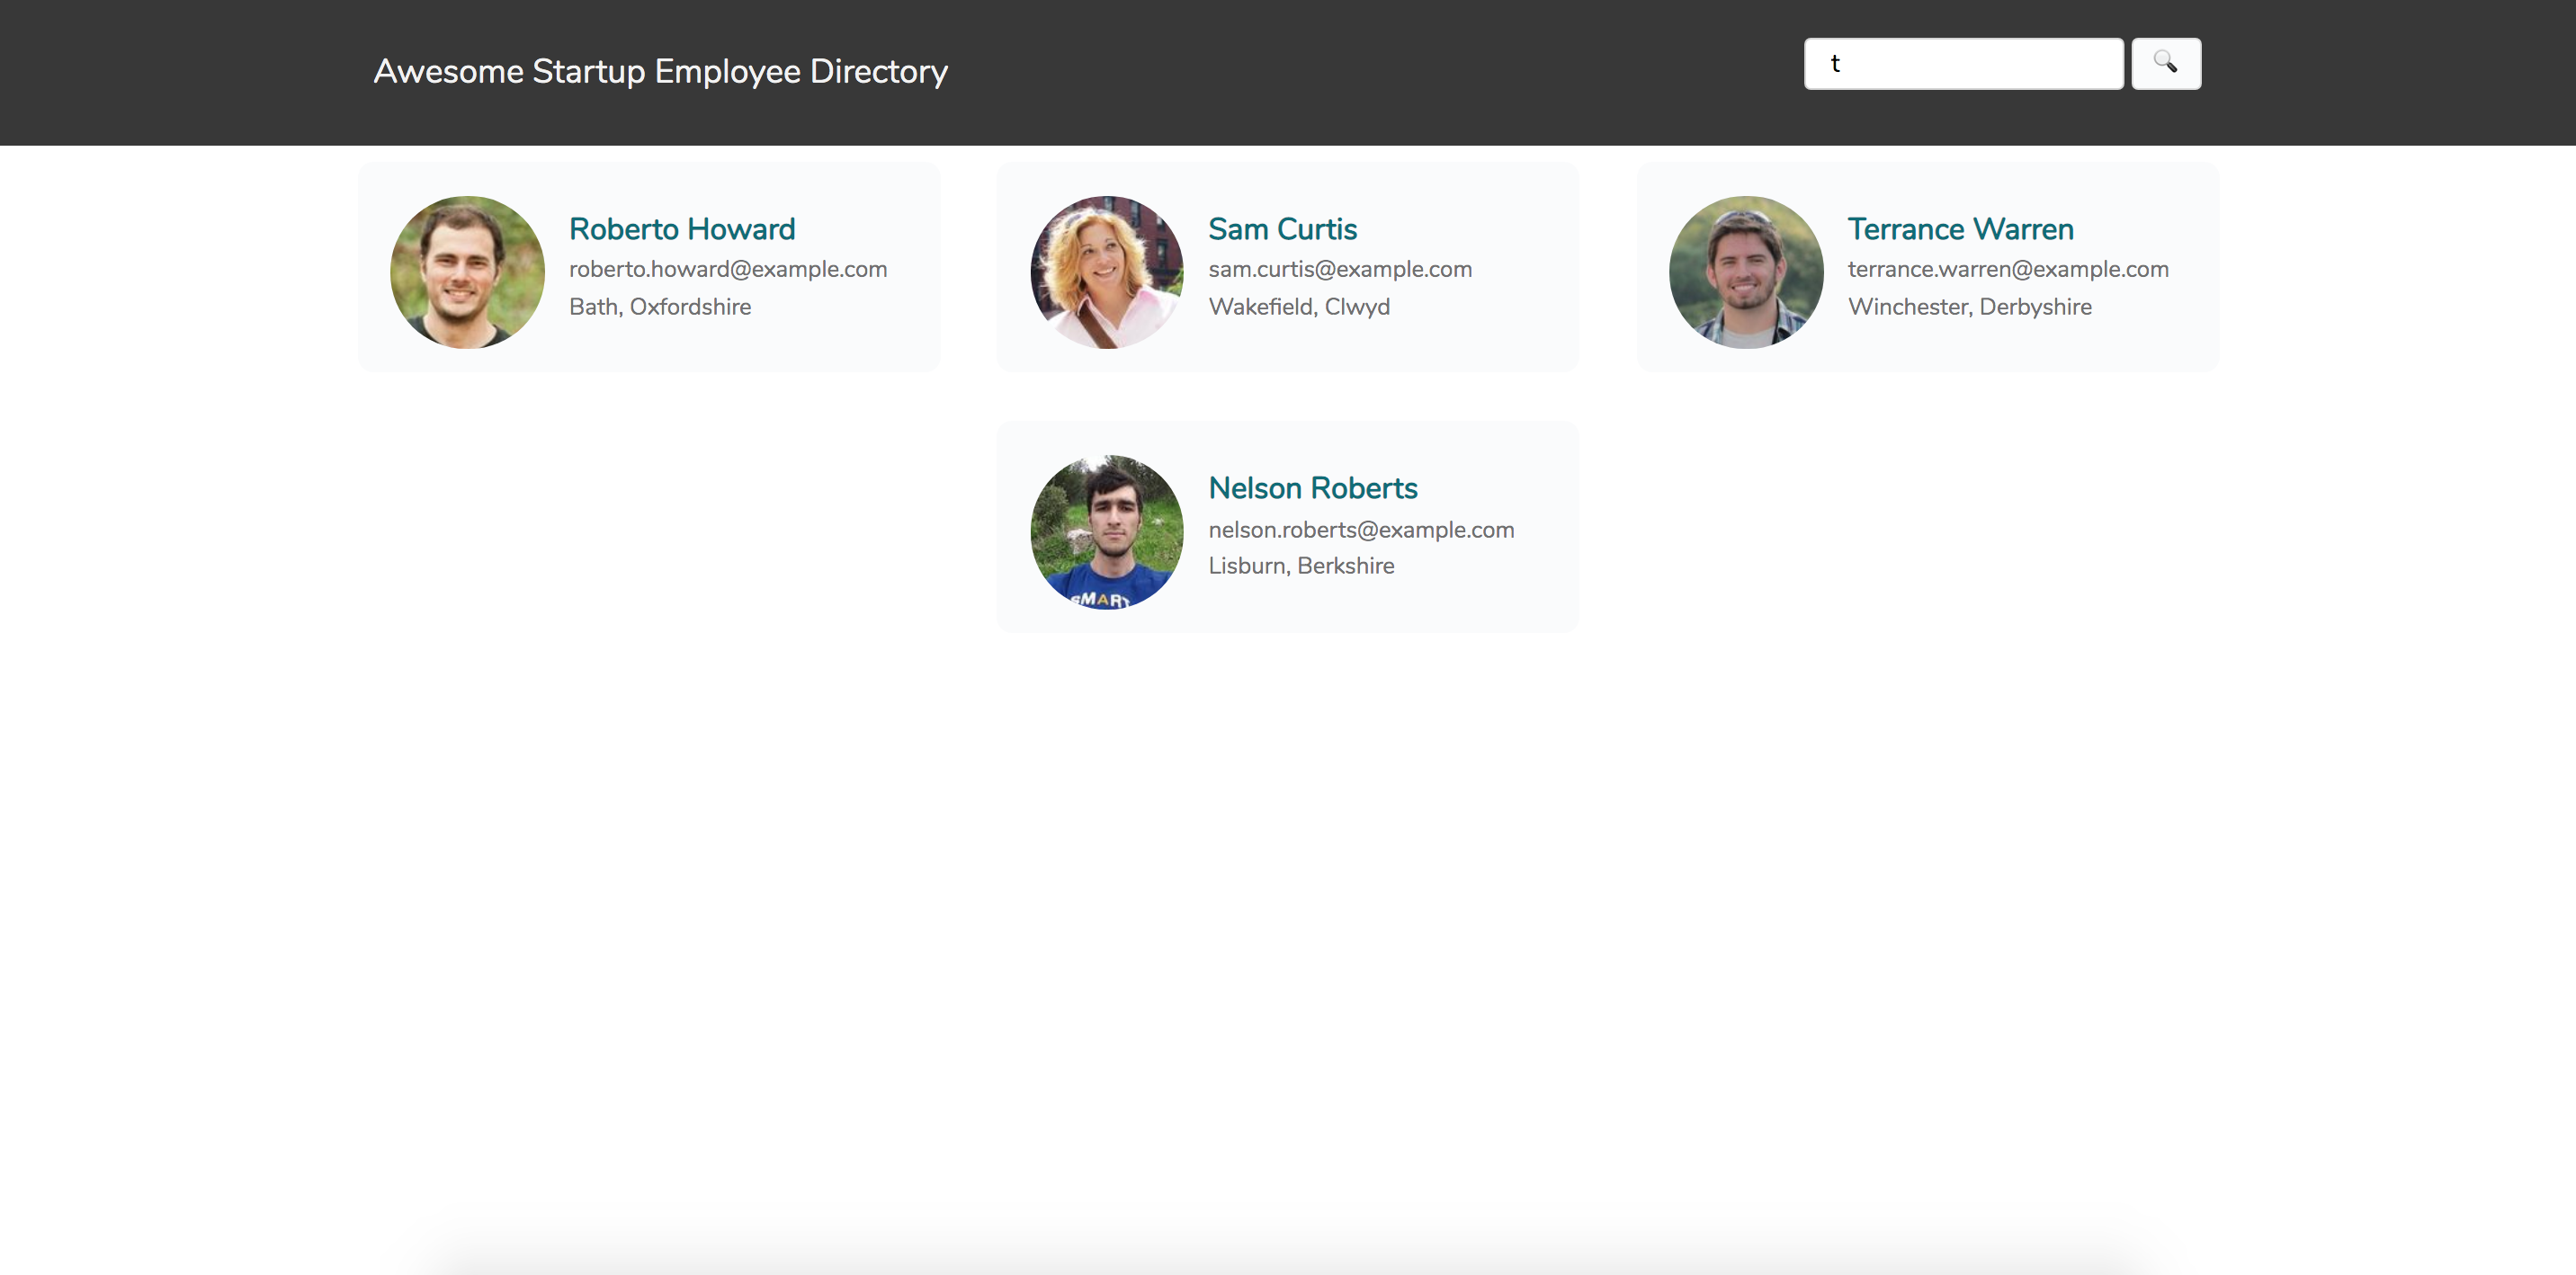 Awesome Startup Employee Directory
t
Roberto Howard
roberto.howard@example.com
Bath, Oxfordshire
Sam Curtis
sam.curtis@example.com
Wakefield, Clwyd
Terrance Warren
terrance.warren@example.com
Winchester, Derbyshire
Nelson Roberts
nelson.roberts@example.com
Lisburn, Berkshire
SMART